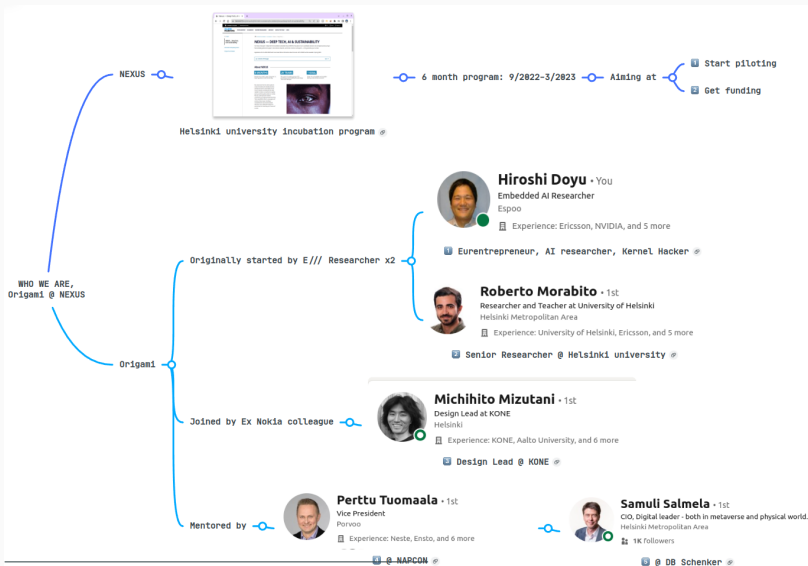 NEXUS
NEXUS — DEEP TECH, AI & SUSTAINABILITY
Helsinki university incubation program
6 month program: 9/2022-3/2023
Aiming at
1 Start piloting
2 Get funding
WHO WE ARE,
Origami @ NEXUS
Origami
Originally started by E/// Researcher x2
Hiroshi Doyu • You
Embedded AI Researcher
Espoo
Experience: Ericsson, NVIDIA, and 5 more
1 Eurentrepreneur, AI researcher, Kernel Hacker
Roberto Morabito • 1st
Researcher and Teacher at University of Helsinki
Helsinki Metropolitan Area
Experience: University of Helsinki, Ericsson, and 5 more
2 Senior Researcher @ Helsinki university
Joined by Ex Nokia colleague
Michihito Mizutani • 1st
Design Lead at KONE
Helsinki
Experience: KONE, Aalto University, and 6 more
3 Design Lead @ KONE
Mentored by
Perttu Tuomaala • 1st
Vice President
Porvoo
Experience: Neste, Ensto, and 6 more
4 @ NAPCON
Samuli Salmela • 1st
CIO, Digital leader - both in metaverse and physical world.
Helsinki Metropolitan Area
1K followers
5 @ DB Schenker